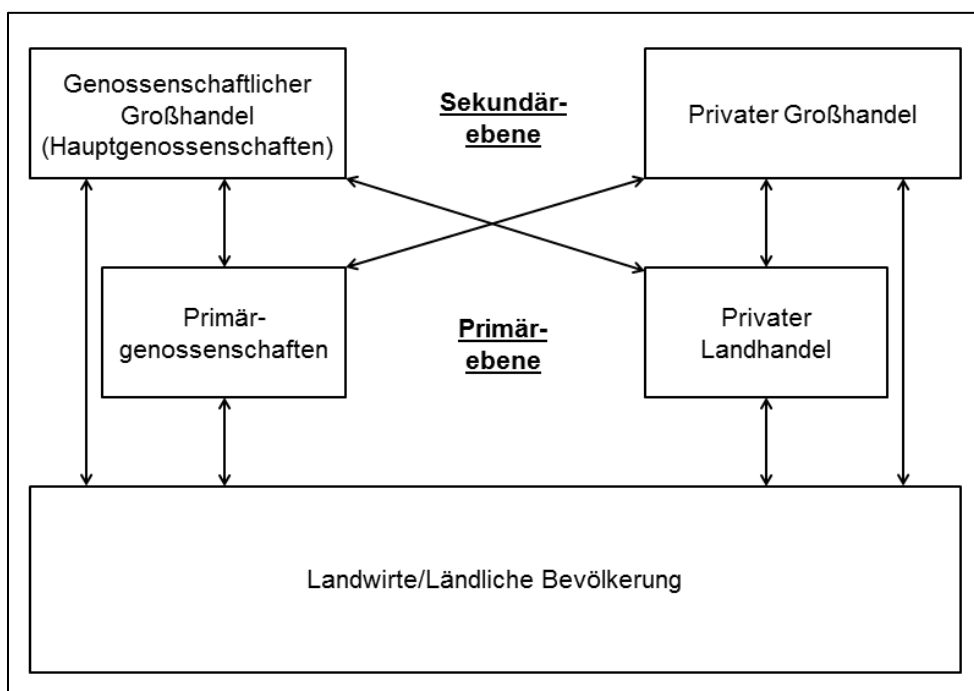 Genossenschaftlicher
Großhandel
(Hauptgenossenschaften)
Sekundär-
ebene
Privater Großhandel
Primär-
genossenschaften
Primär-
ebene
Privater
Landhandel
Landwirte/Ländliche Bevölkerung